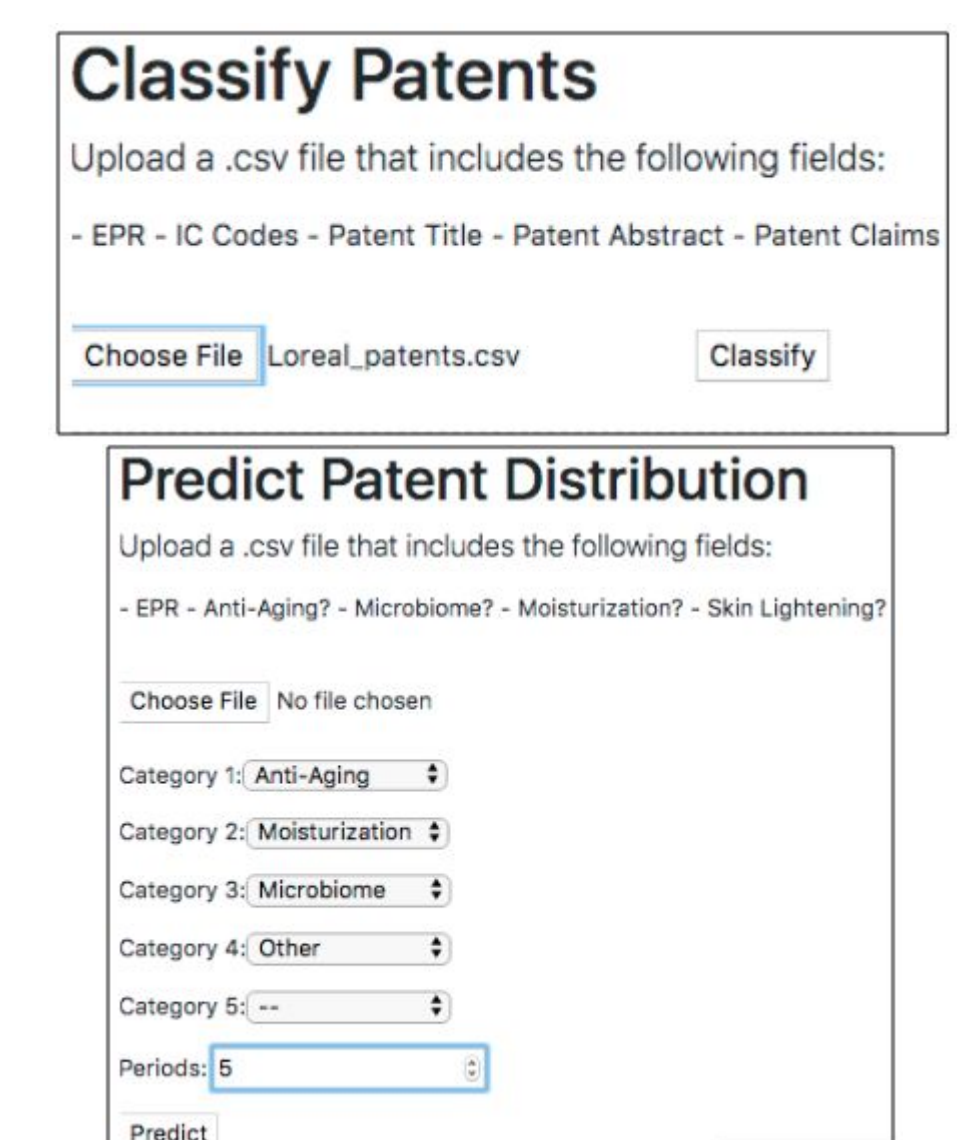 Classify Patents
Upload a .csv file that includes the following fields:
- EPR - IC Codes - Patent Title - Patent Abstract - Patent Claims
Choose File Loreal_patents.csv Classify
Predict Patent Distribution
Upload a .csv file that includes the following fields:
- EPR - Anti-Aging? - Microbiome? - Moisturization? - Skin Lightening?
Choose File No file chosen
Category 1: Anti-Aging
Category 2: Moisturization
Category 3: Microbiome
Category 4: Other
Category 5: --
Periods: 5
Predict